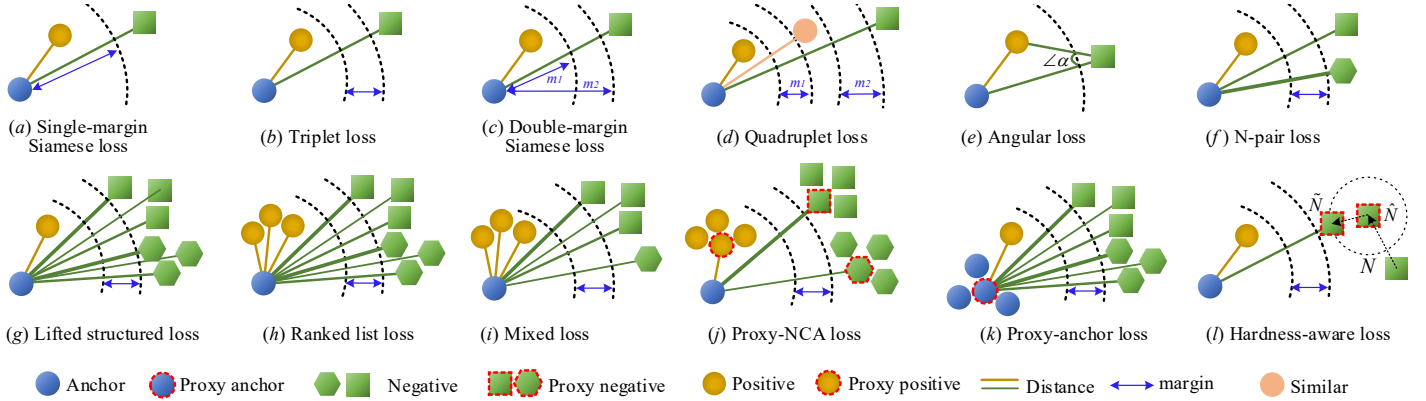 m1
m2
m1
m2
∠α
(a) Single-margin
Siamese loss
(b) Triplet loss
(c) Double-margin
Siamese loss
(d) Quadruplet loss
(e) Angular loss
(f) N-pair loss
Ñ
N̂
N
(g) Lifted structured loss
(h) Ranked list loss
(i) Mixed loss
(j) Proxy-NCA loss
(k) Proxy-anchor loss
(l) Hardness-aware loss
Anchor
Proxy anchor
Negative
Proxy negative
Positive
Proxy positive
Distance
margin
Similar